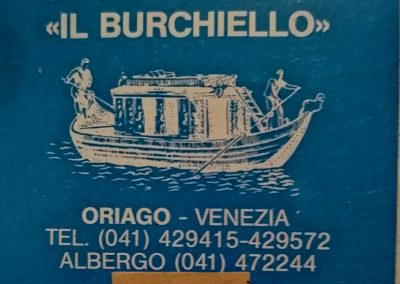 «IL BURCHIELLO»
ORIAGO - VENEZIA
TEL. (041) 429415-429572
ALBERGO (041) 472244